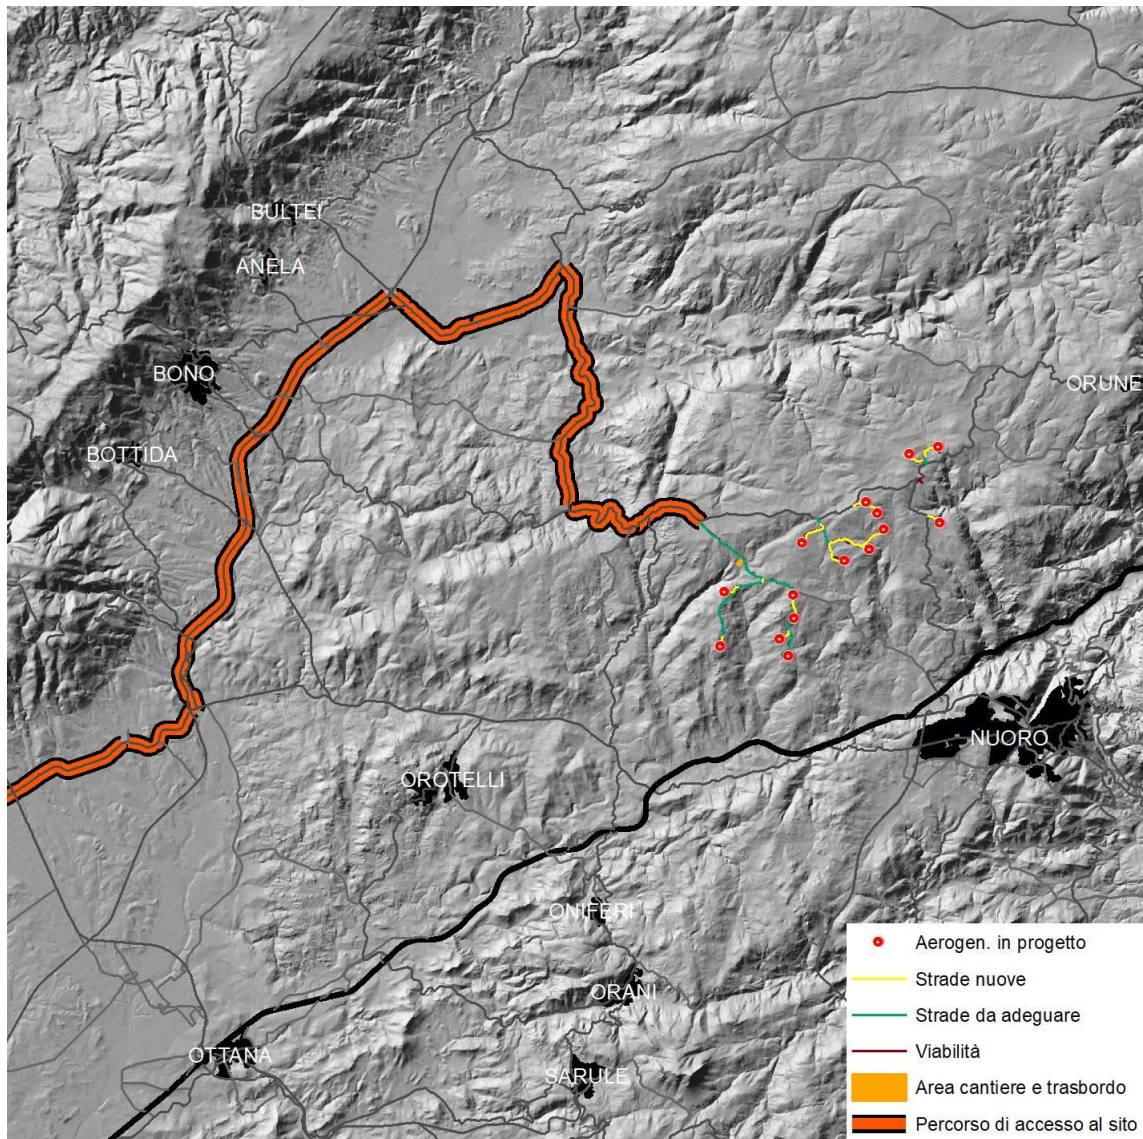 BULTEI
ANELA
BONO
ORUNE
BOTTIDA
NUORO
OROTELLI
ONIFERI
ORANI
OTTANA
SARULE
Aerogen. in progetto
Strade nuove
Strade da adeguare
Viabilità
Area cantiere e trasbordo
Percorso di accesso al sito